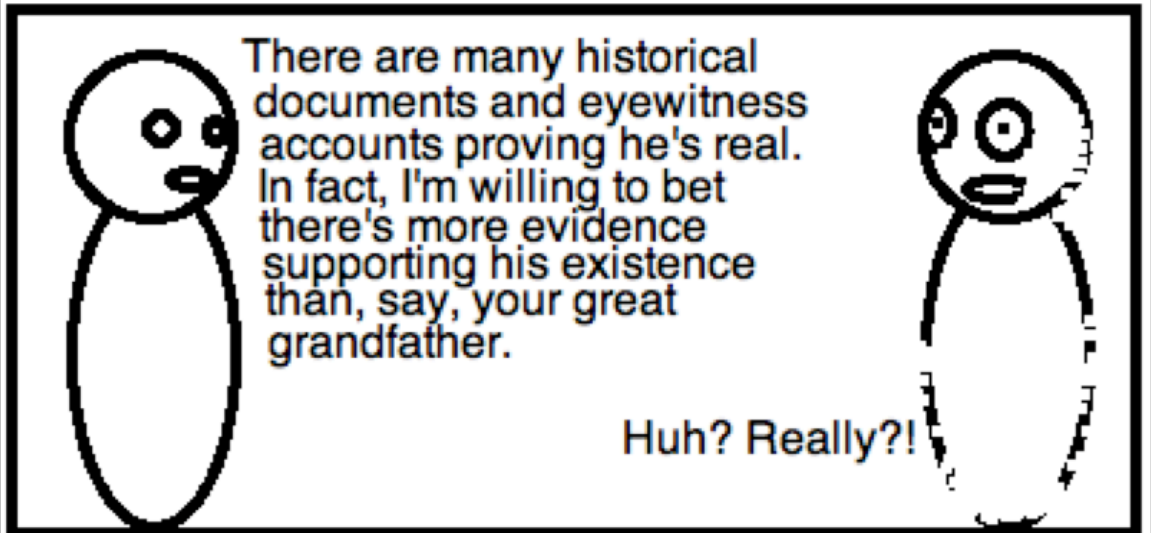 There are many historical
documents and eyewitness
accounts proving he's real.
In fact, I'm willing to bet
there's more evidence
supporting his existence
than, say, your great
grandfather.
Huh? Really?!